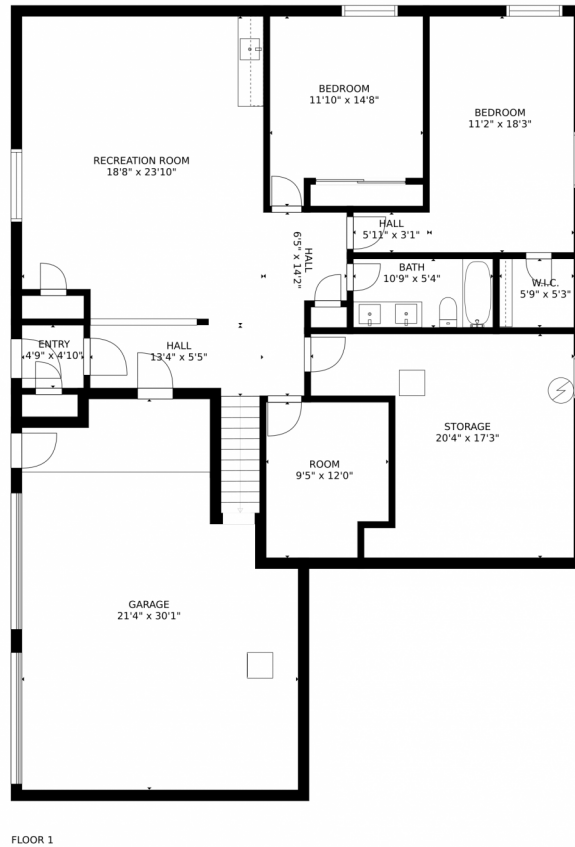 BEDROOM
11'10" x 14'8"
BEDROOM
11'2" x 18'3"
RECREATION ROOM
18'8" x 23'10"
HALL
5'11" x 3'1"
HALL
6'5" x 14'2"
BATH
10'9" x 5'4"
W.I.C.
5'9" x 5'3"
ENTRY
4'9" x 4'10"
HALL
13'4" x 5'5"
STORAGE
20'4" x 17'3"
ROOM
9'5" x 12'0"
GARAGE
21'4" x 30'1"
FLOOR 1